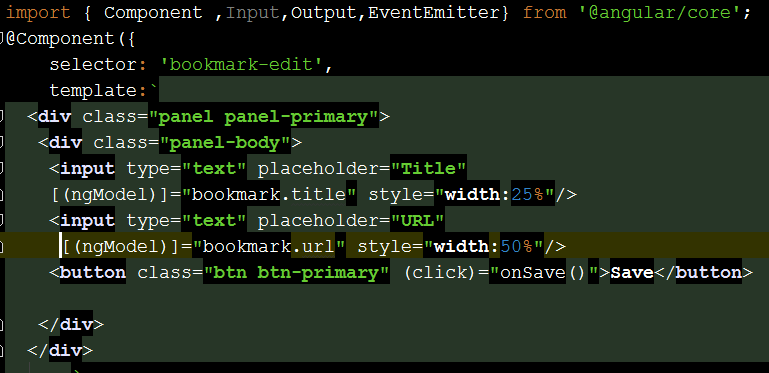 import { Component ,Input,Output,EventEmitter} from '@angular/core';
@Component({
    selector: 'bookmark-edit',
    template:`
  <div class="panel panel-primary">
   <div class="panel-body">
    <input type="text" placeholder="Title"
    [(ngModel)]="bookmark.title" style="width:25%"/>
    <input type="text" placeholder="URL"
     [(ngModel)]="bookmark.url" style="width:50%"/>
    <button class="btn btn-primary" (click)="onSave()">Save</button>
   </div>
  </div>